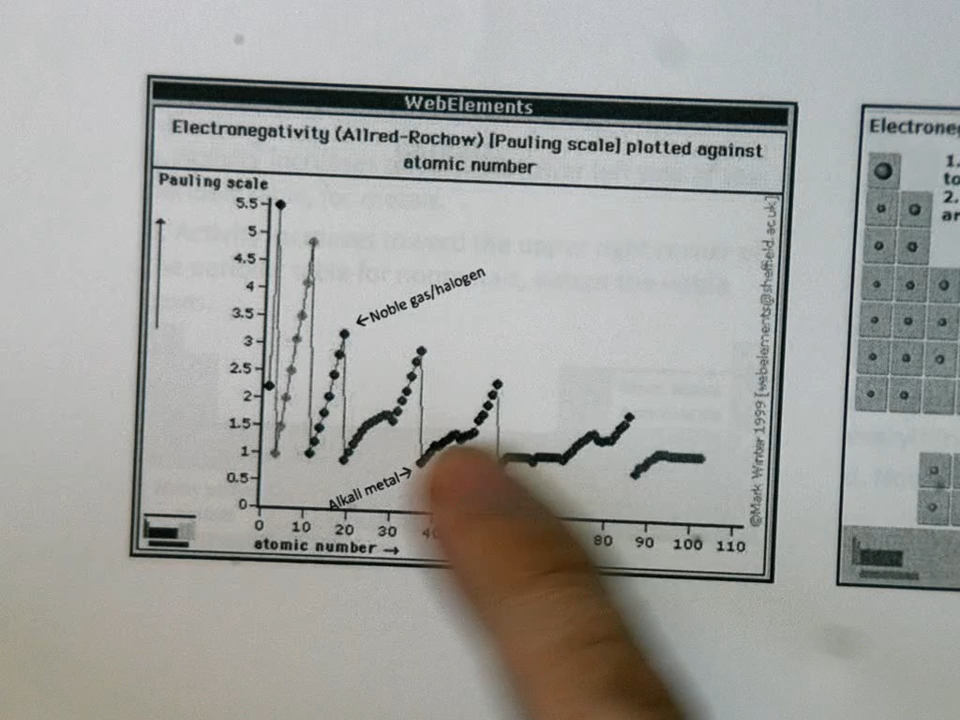 WebElements
Electronegativity (Allred-Rochow) [Pauling scale] plotted against
atomic number
Pauling scale
5.5
5
4.5
4
3.5
3
2.5
2
1.5
1
0.5
0
←Noble gas/halogen
Alkali metal→
0 10 20 30 80 90 100 110
atomic number →
©Mark Winter 1999 [webelements@sheffield.ac.uk]
Electroneg
1.
to
2.
ar